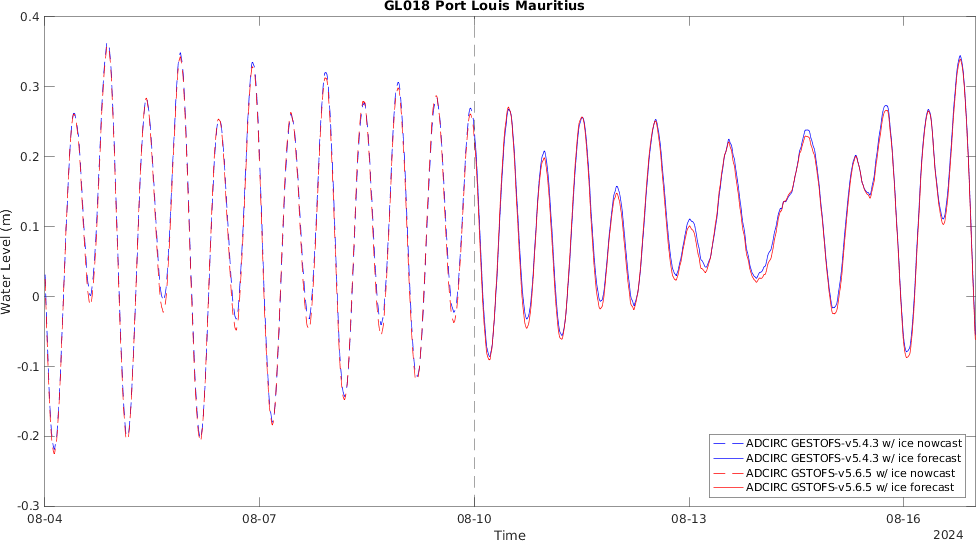 GL018 Port Louis Mauritius
Water Level (m)
0.4
0.3
0.2
0.1
0
-0.1
-0.2
-0.3
08-04
08-07
08-10
08-13
08-16
Time
2024
ADCIRC GESTOFS-v5.4.3 w/ ice nowcast
ADCIRC GESTOFS-v5.4.3 w/ ice forecast
ADCIRC GSTOFS-v5.6.5 w/ ice nowcast
ADCIRC GSTOFS-v5.6.5 w/ ice forecast